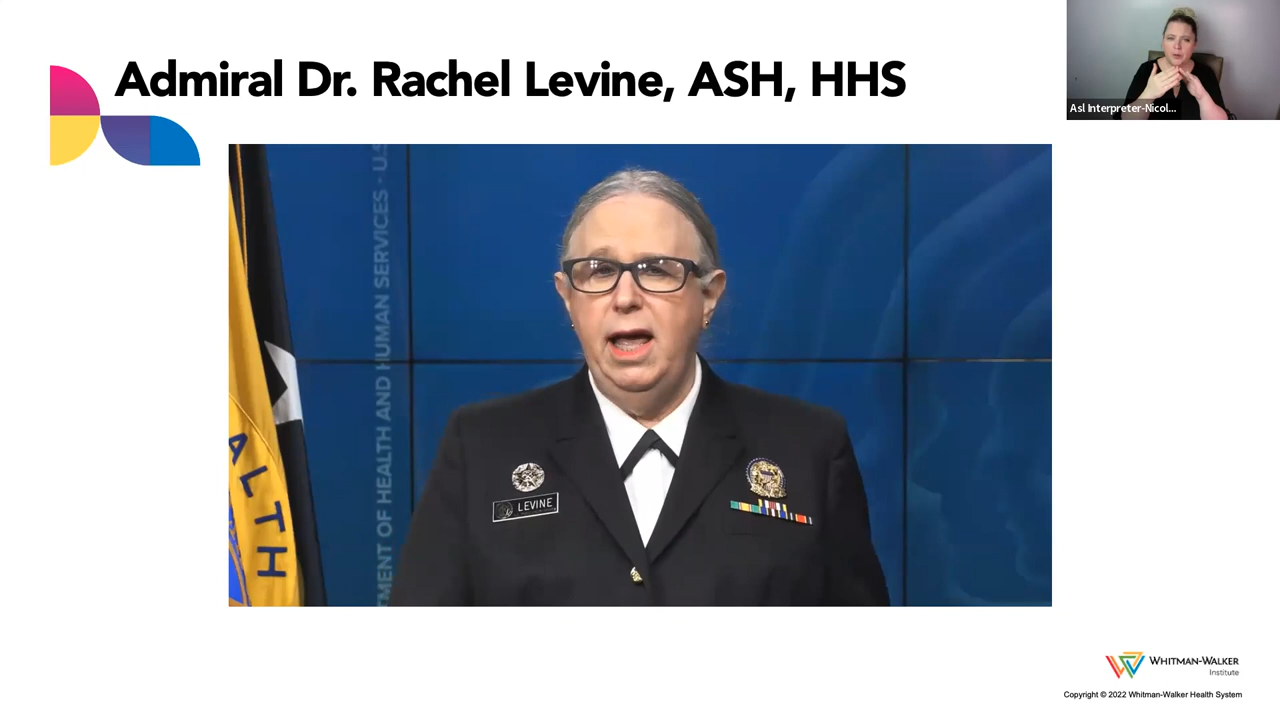 Admiral Dr. Rachel Levine, ASH, HHS
Asl Interpreter-Nicol...
MENT OF HEALTH AND HUMAN SERVICES · U.S
ALTH
LEVINE
WHITMAN-WALKER
Institute
Copyright © 2022 Whitman-Walker Health System